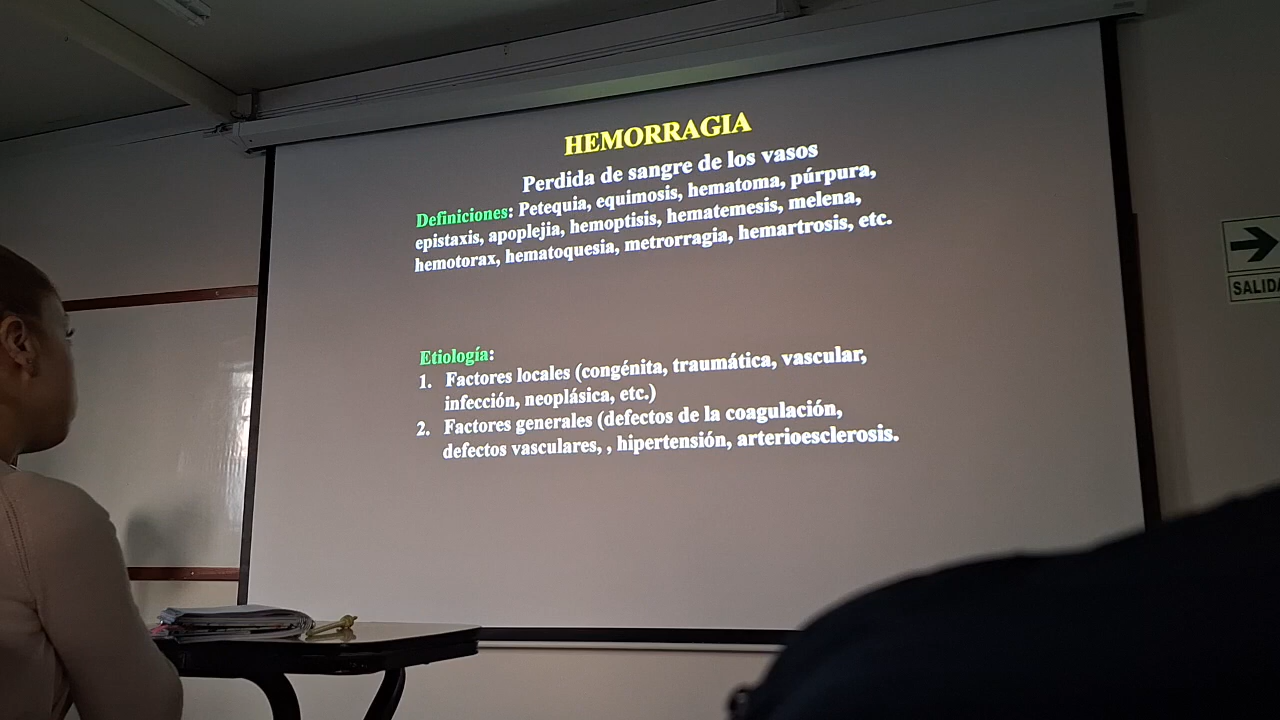 HEMORRAGIA
Perdida de sangre de los vasos
Definiciones: Petequia, equimosis, hematoma, púrpura,
epistaxis, apoplejia, hemoptisis, hematemesis, melena,
hemotorax, hematoquesia, metrorragia, hemartrosis, etc.
Etiología:
1. Factores locales (congénita, traumática, vascular,
infección, neoplásica, etc.)
2. Factores generales (defectos de la coagulación,
defectos vasculares, , hipertensión, arterioesclerosis.
SALIDA